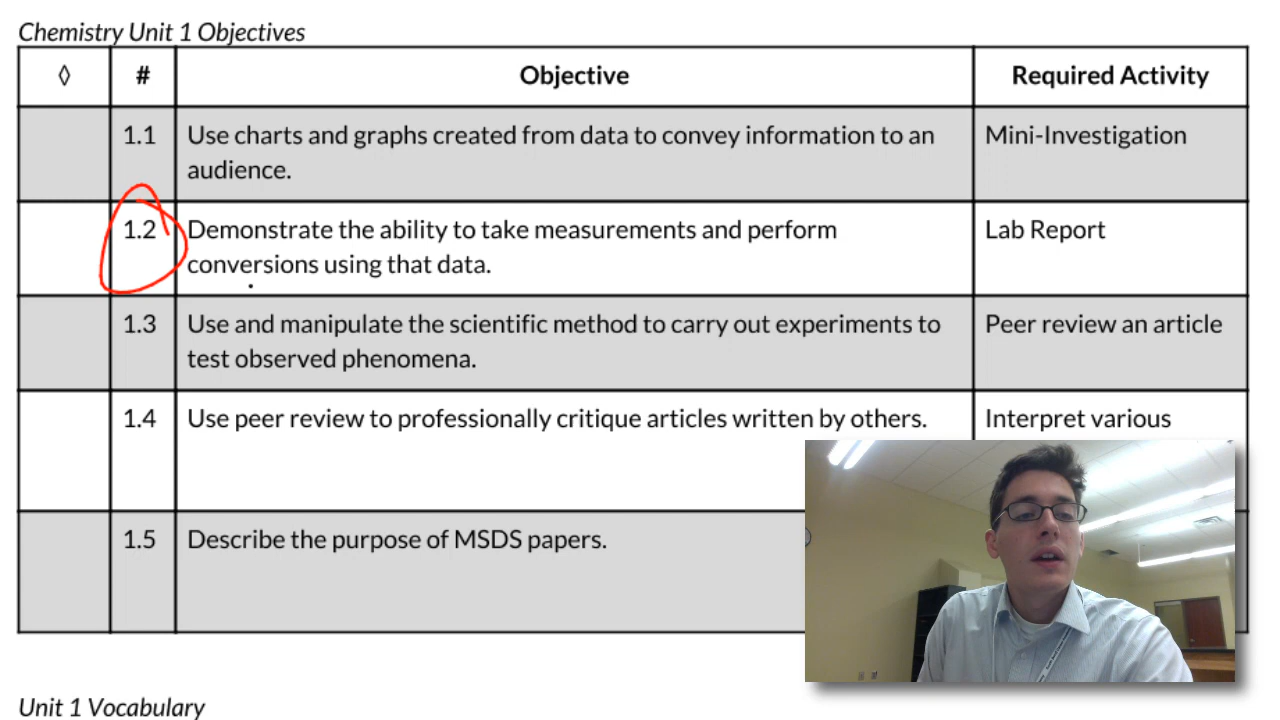 Chemistry Unit 1 Objectives
◊ # Objective Required Activity
1.1 Use charts and graphs created from data to convey information to an Mini-Investigation
audience.
1.2 Demonstrate the ability to take measurements and perform Lab Report
conversions using that data.
1.3 Use and manipulate the scientific method to carry out experiments to Peer review an article
test observed phenomena.
1.4 Use peer review to professionally critique articles written by others. Interpret various
1.5 Describe the purpose of MSDS papers.
Unit 1 Vocabulary